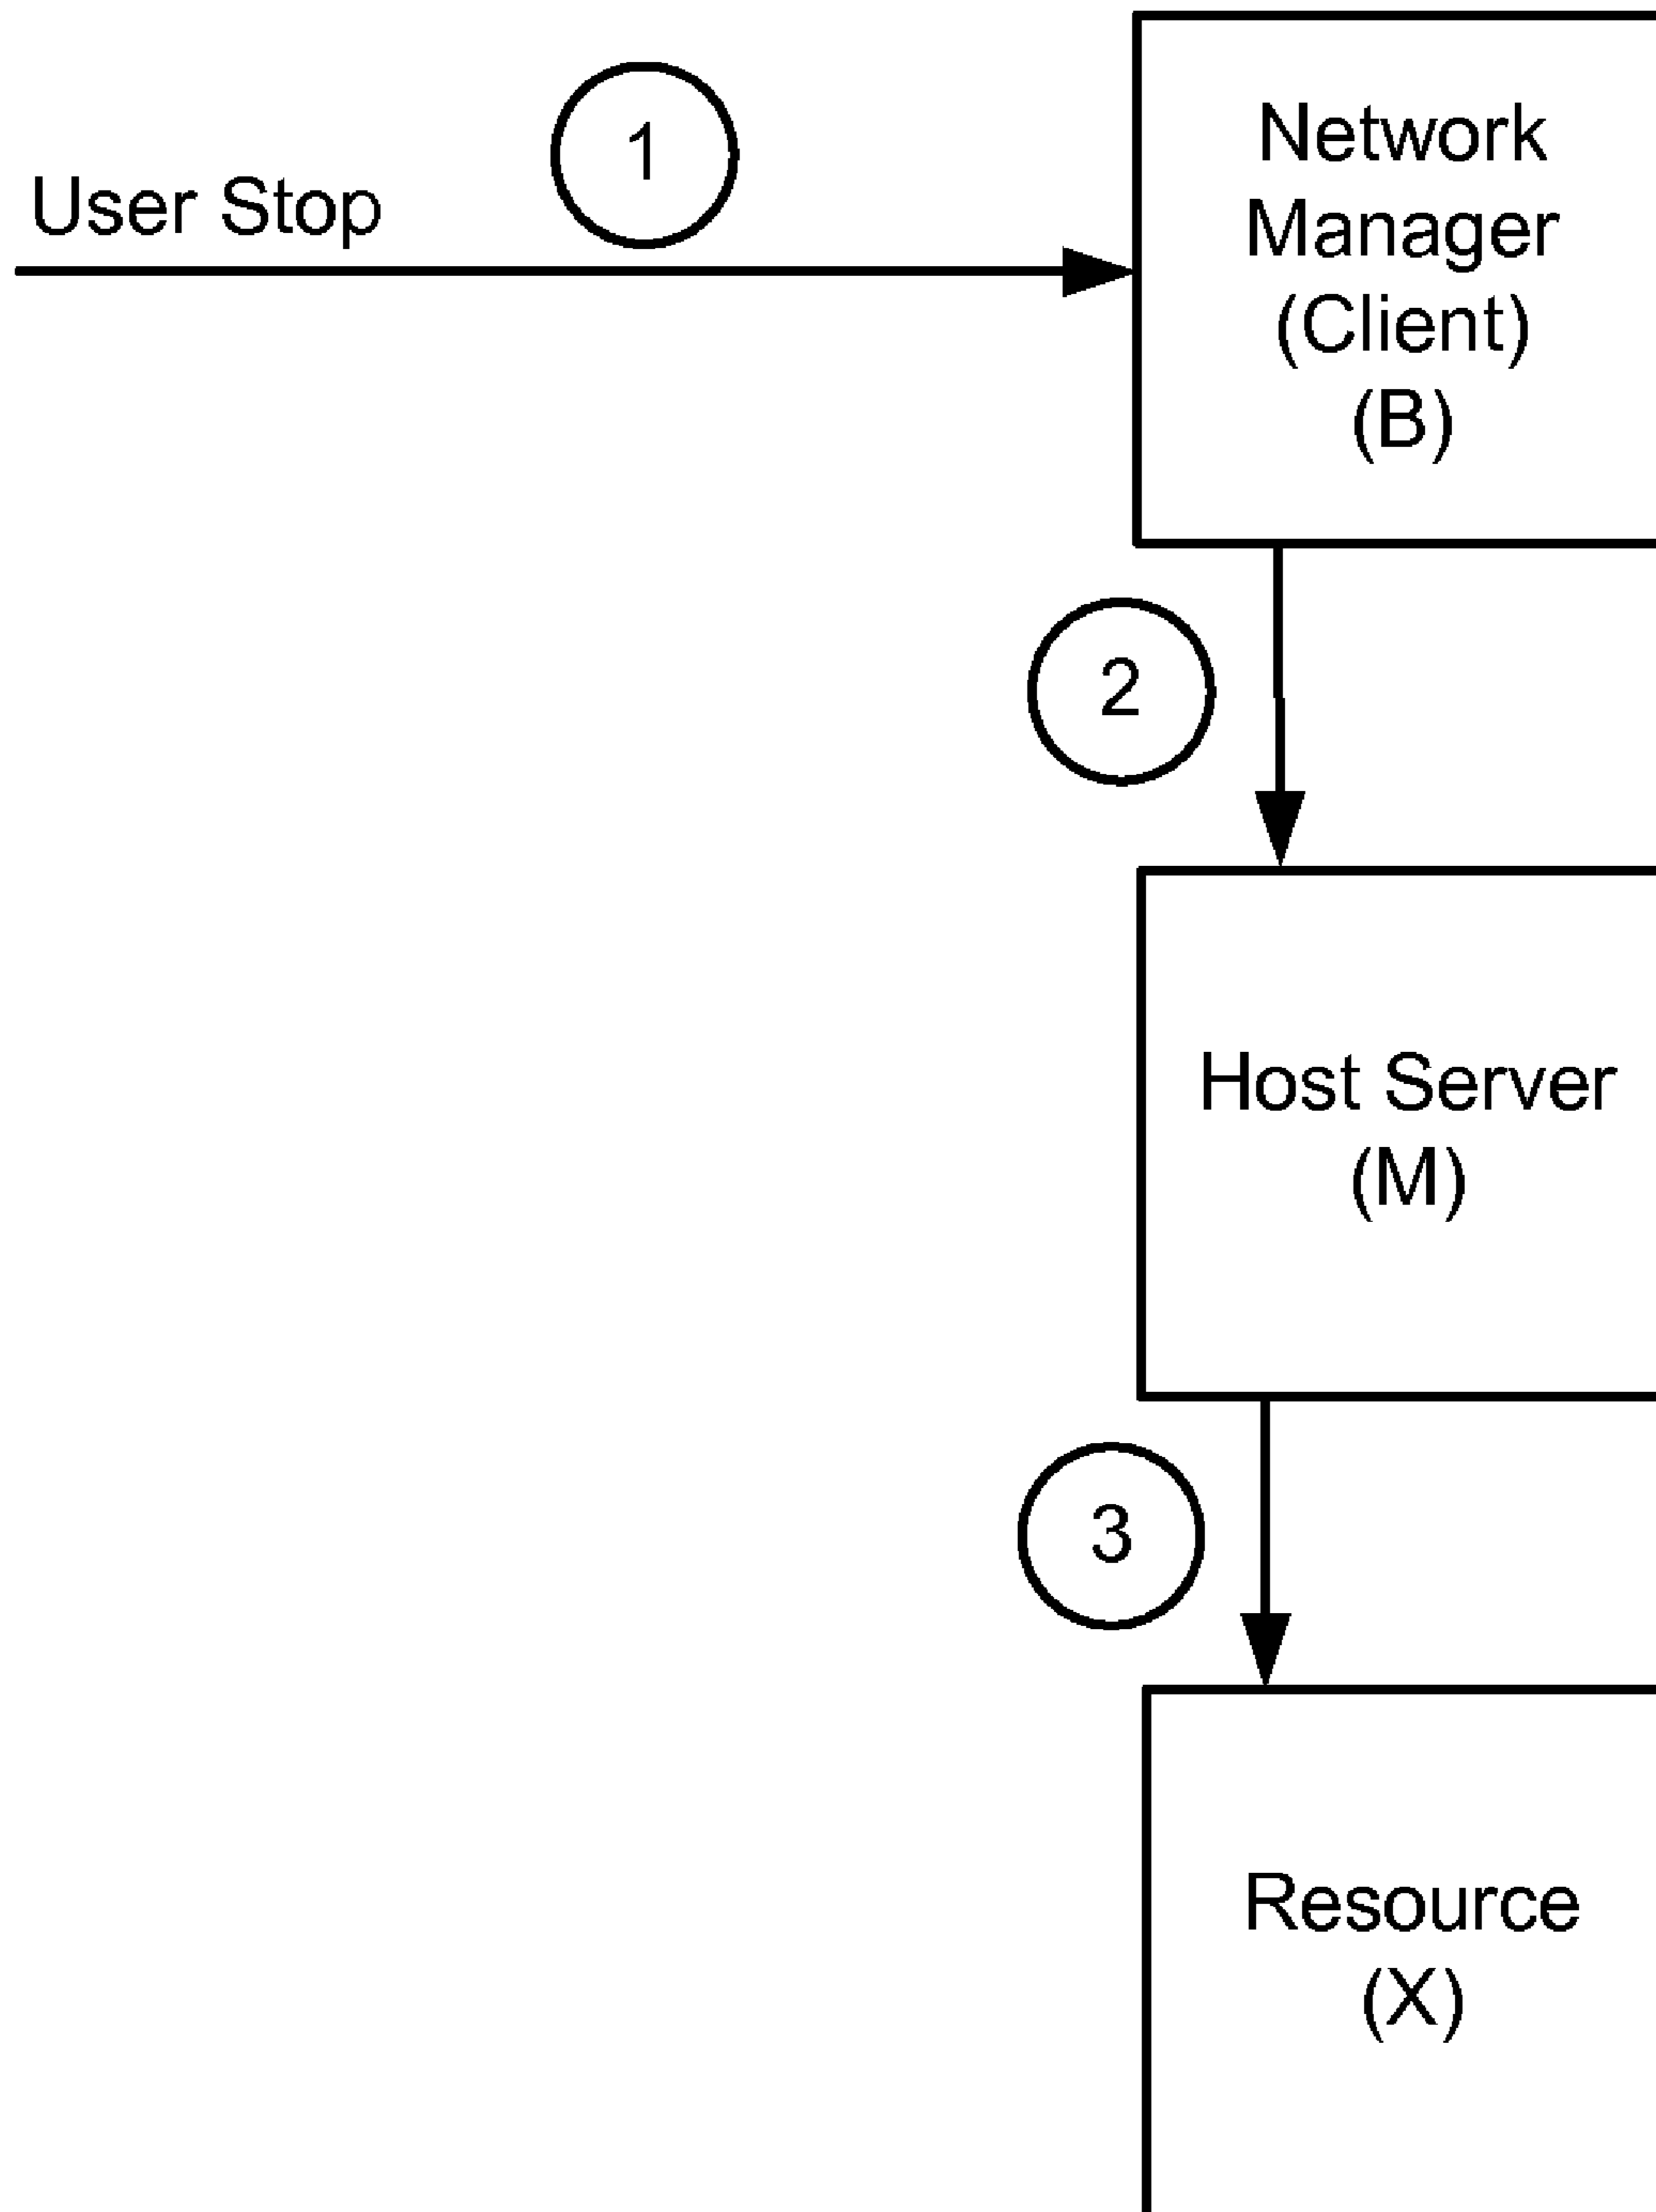 User Stop
1
Network
Manager
(Client)
(B)
2
Host Server
(M)
3
Resource
(X)